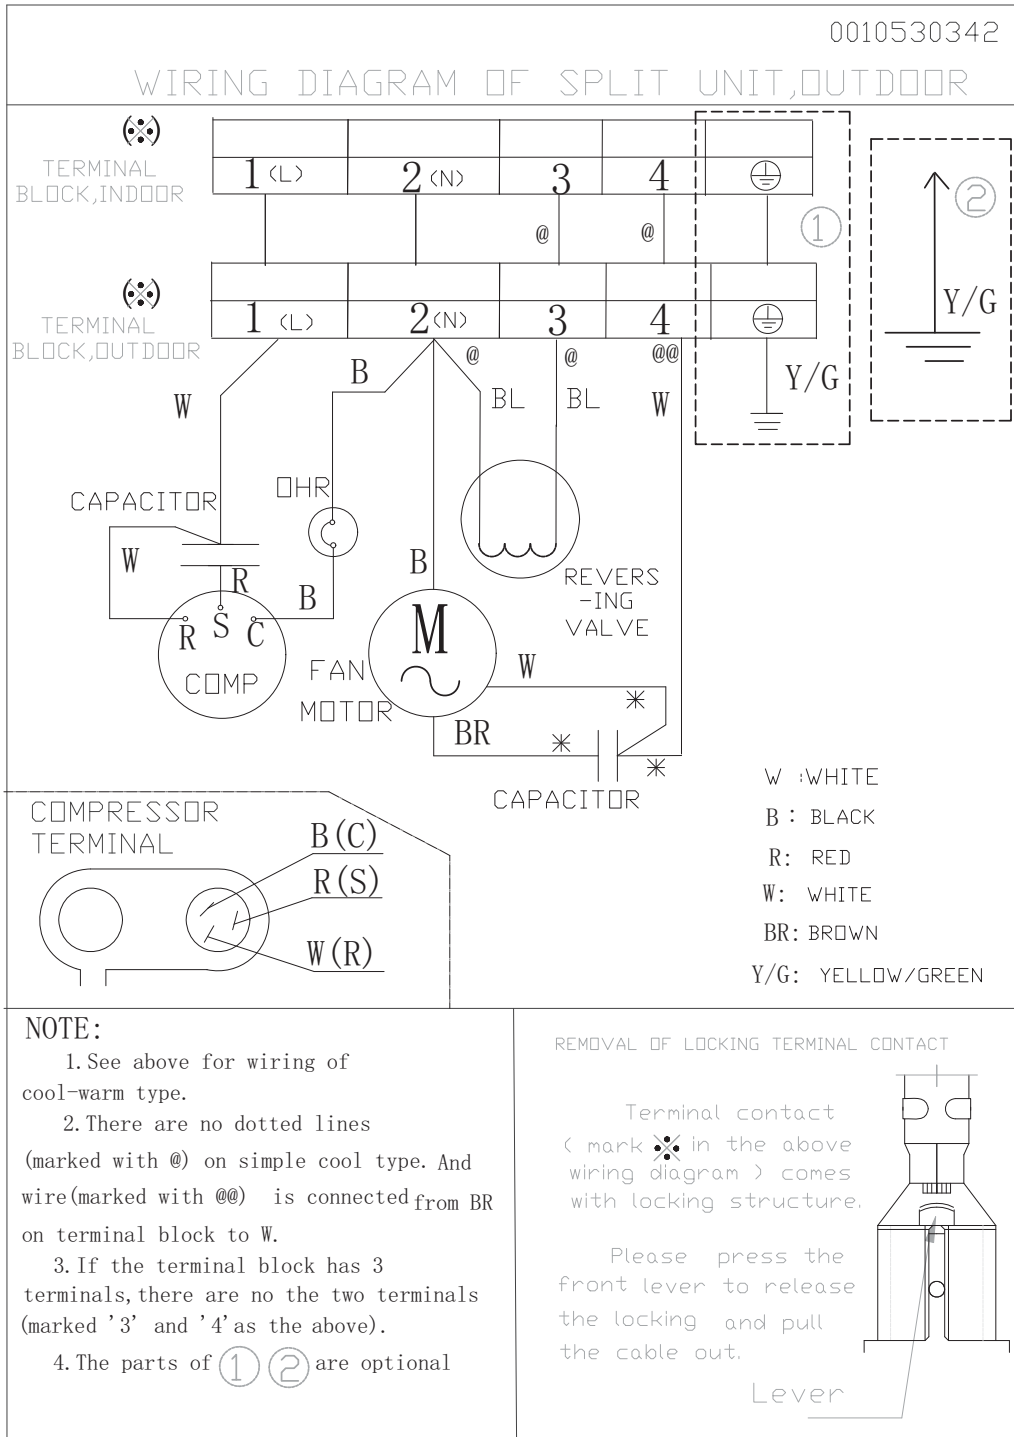 0010530342
WIRING DIAGRAM OF SPLIT UNIT,OUTDOOR
(※)
TERMINAL
BLOCK,INDOOR
1 (L) 2 (N) 3 4
@ @
①
②
Y/G
(※)
TERMINAL
BLOCK,OUTDOOR
1 (L) 2 (N) 3 4
@ @ @@
W B BL BL W Y/G
CAPACITOR OHR
W R B B
R S C
COMP
REVERS
-ING
VALVE
M
FAN
MOTOR
W
BR
* * *
CAPACITOR
W :WHITE
B : BLACK
R: RED
W: WHITE
BR: BROWN
Y/G: YELLOW/GREEN
COMPRESSOR
TERMINAL
B(C)
R(S)
W(R)
NOTE:
1.See above for wiring of
cool-warm type.
2.There are no dotted lines
(marked with @) on simple cool type. And
wire(marked with @@) is connected from BR
on terminal block to W.
3.If the terminal block has 3
terminals,there are no the two terminals
(marked '3' and '4'as the above).
4.The parts of ① ② are optional
REMOVAL OF LOCKING TERMINAL CONTACT
Terminal contact
( mark ※ in the above
wiring diagram ) comes
with locking structure.
Please press the
front lever to release
the locking and pull
the cable out.
Lever